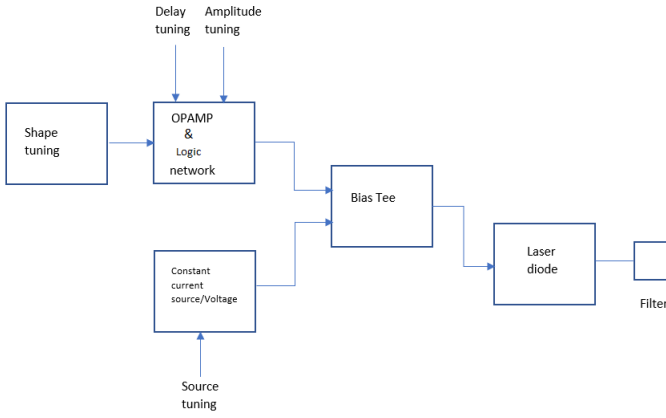 Delay
tuning
Amplitude
tuning
Shape
tuning
OPAMP
&
Logic
network
Bias Tee
Constant
current
source/Voltage
Laser
diode
Filter
Source
tuning